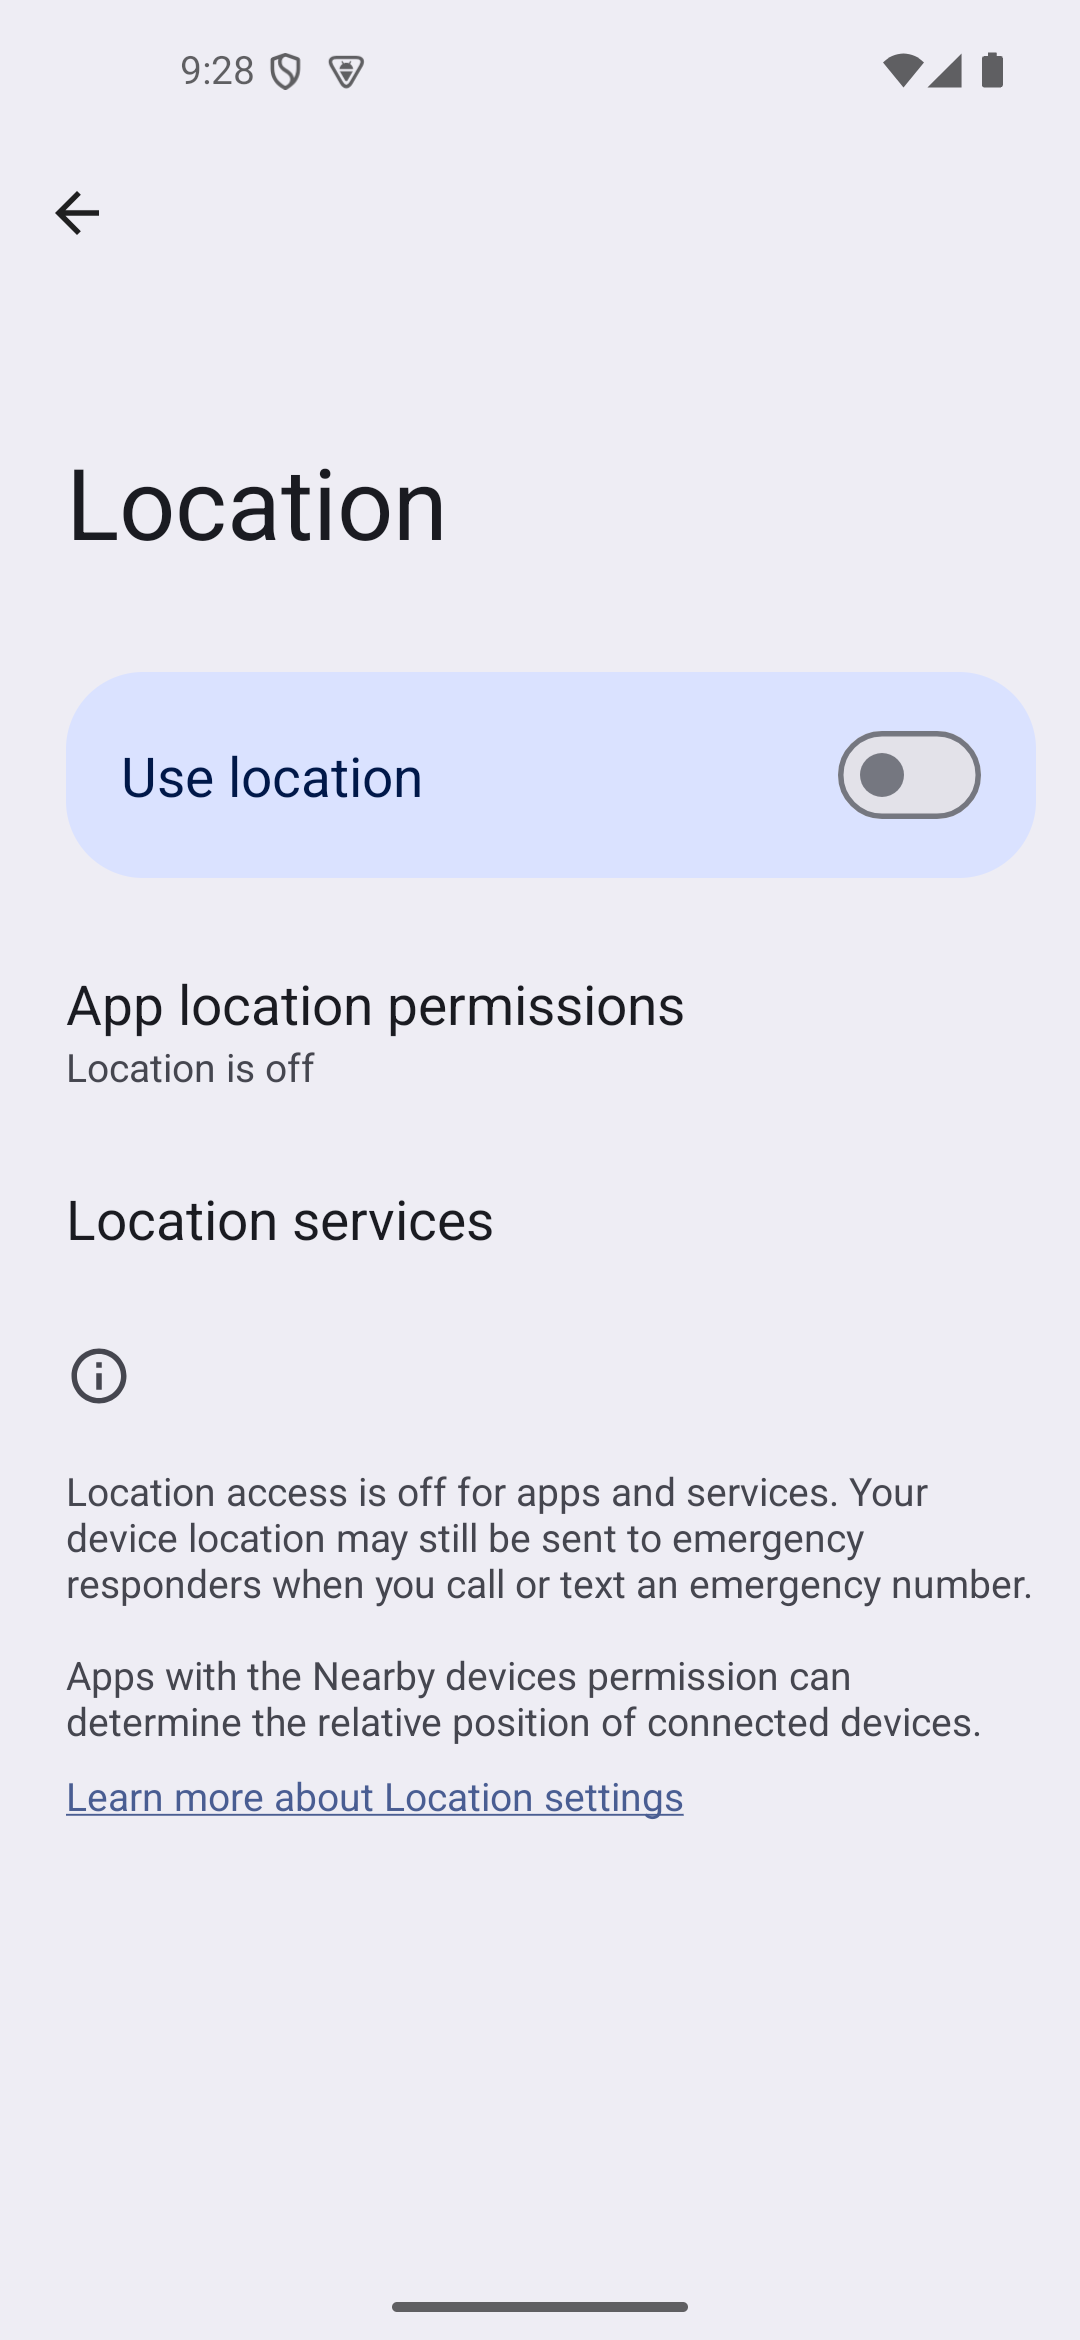 9:28
Location
Use location
App location permissions
Location is off
Location services
Location access is off for apps and services. Your
device location may still be sent to emergency
responders when you call or text an emergency number.
Apps with the Nearby devices permission can
determine the relative position of connected devices.
Learn more about Location settings